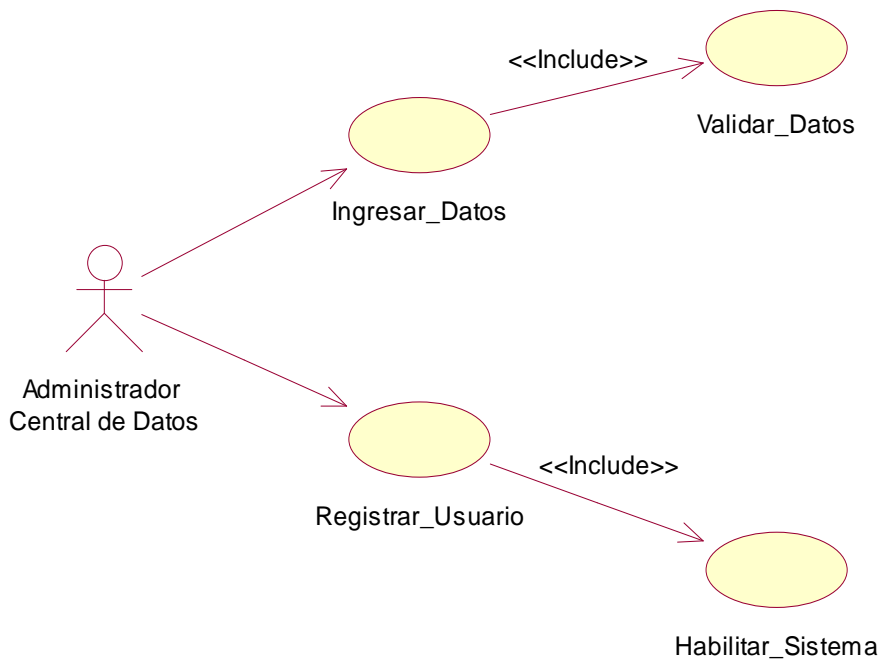 <<Include>>
Validar_Datos
Ingresar_Datos
Administrador
Central de Datos
<<Include>>
Registrar_Usuario
Habilitar_Sistema